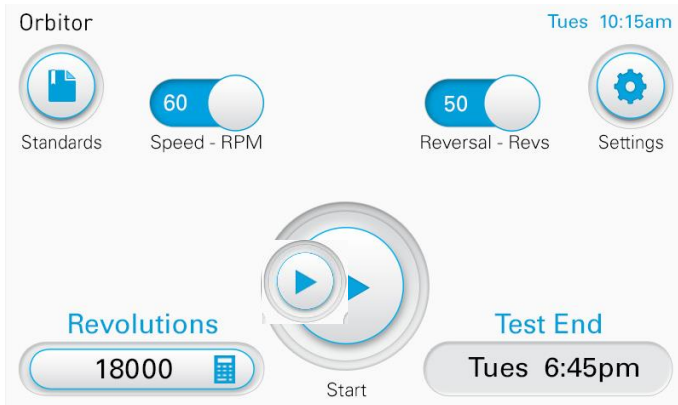 Orbitor
Tues 10:15am
60
50
Standards
Speed - RPM
Reversal - Revs
Settings
Revolutions
Test End
18000
Tues 6:45pm
Start